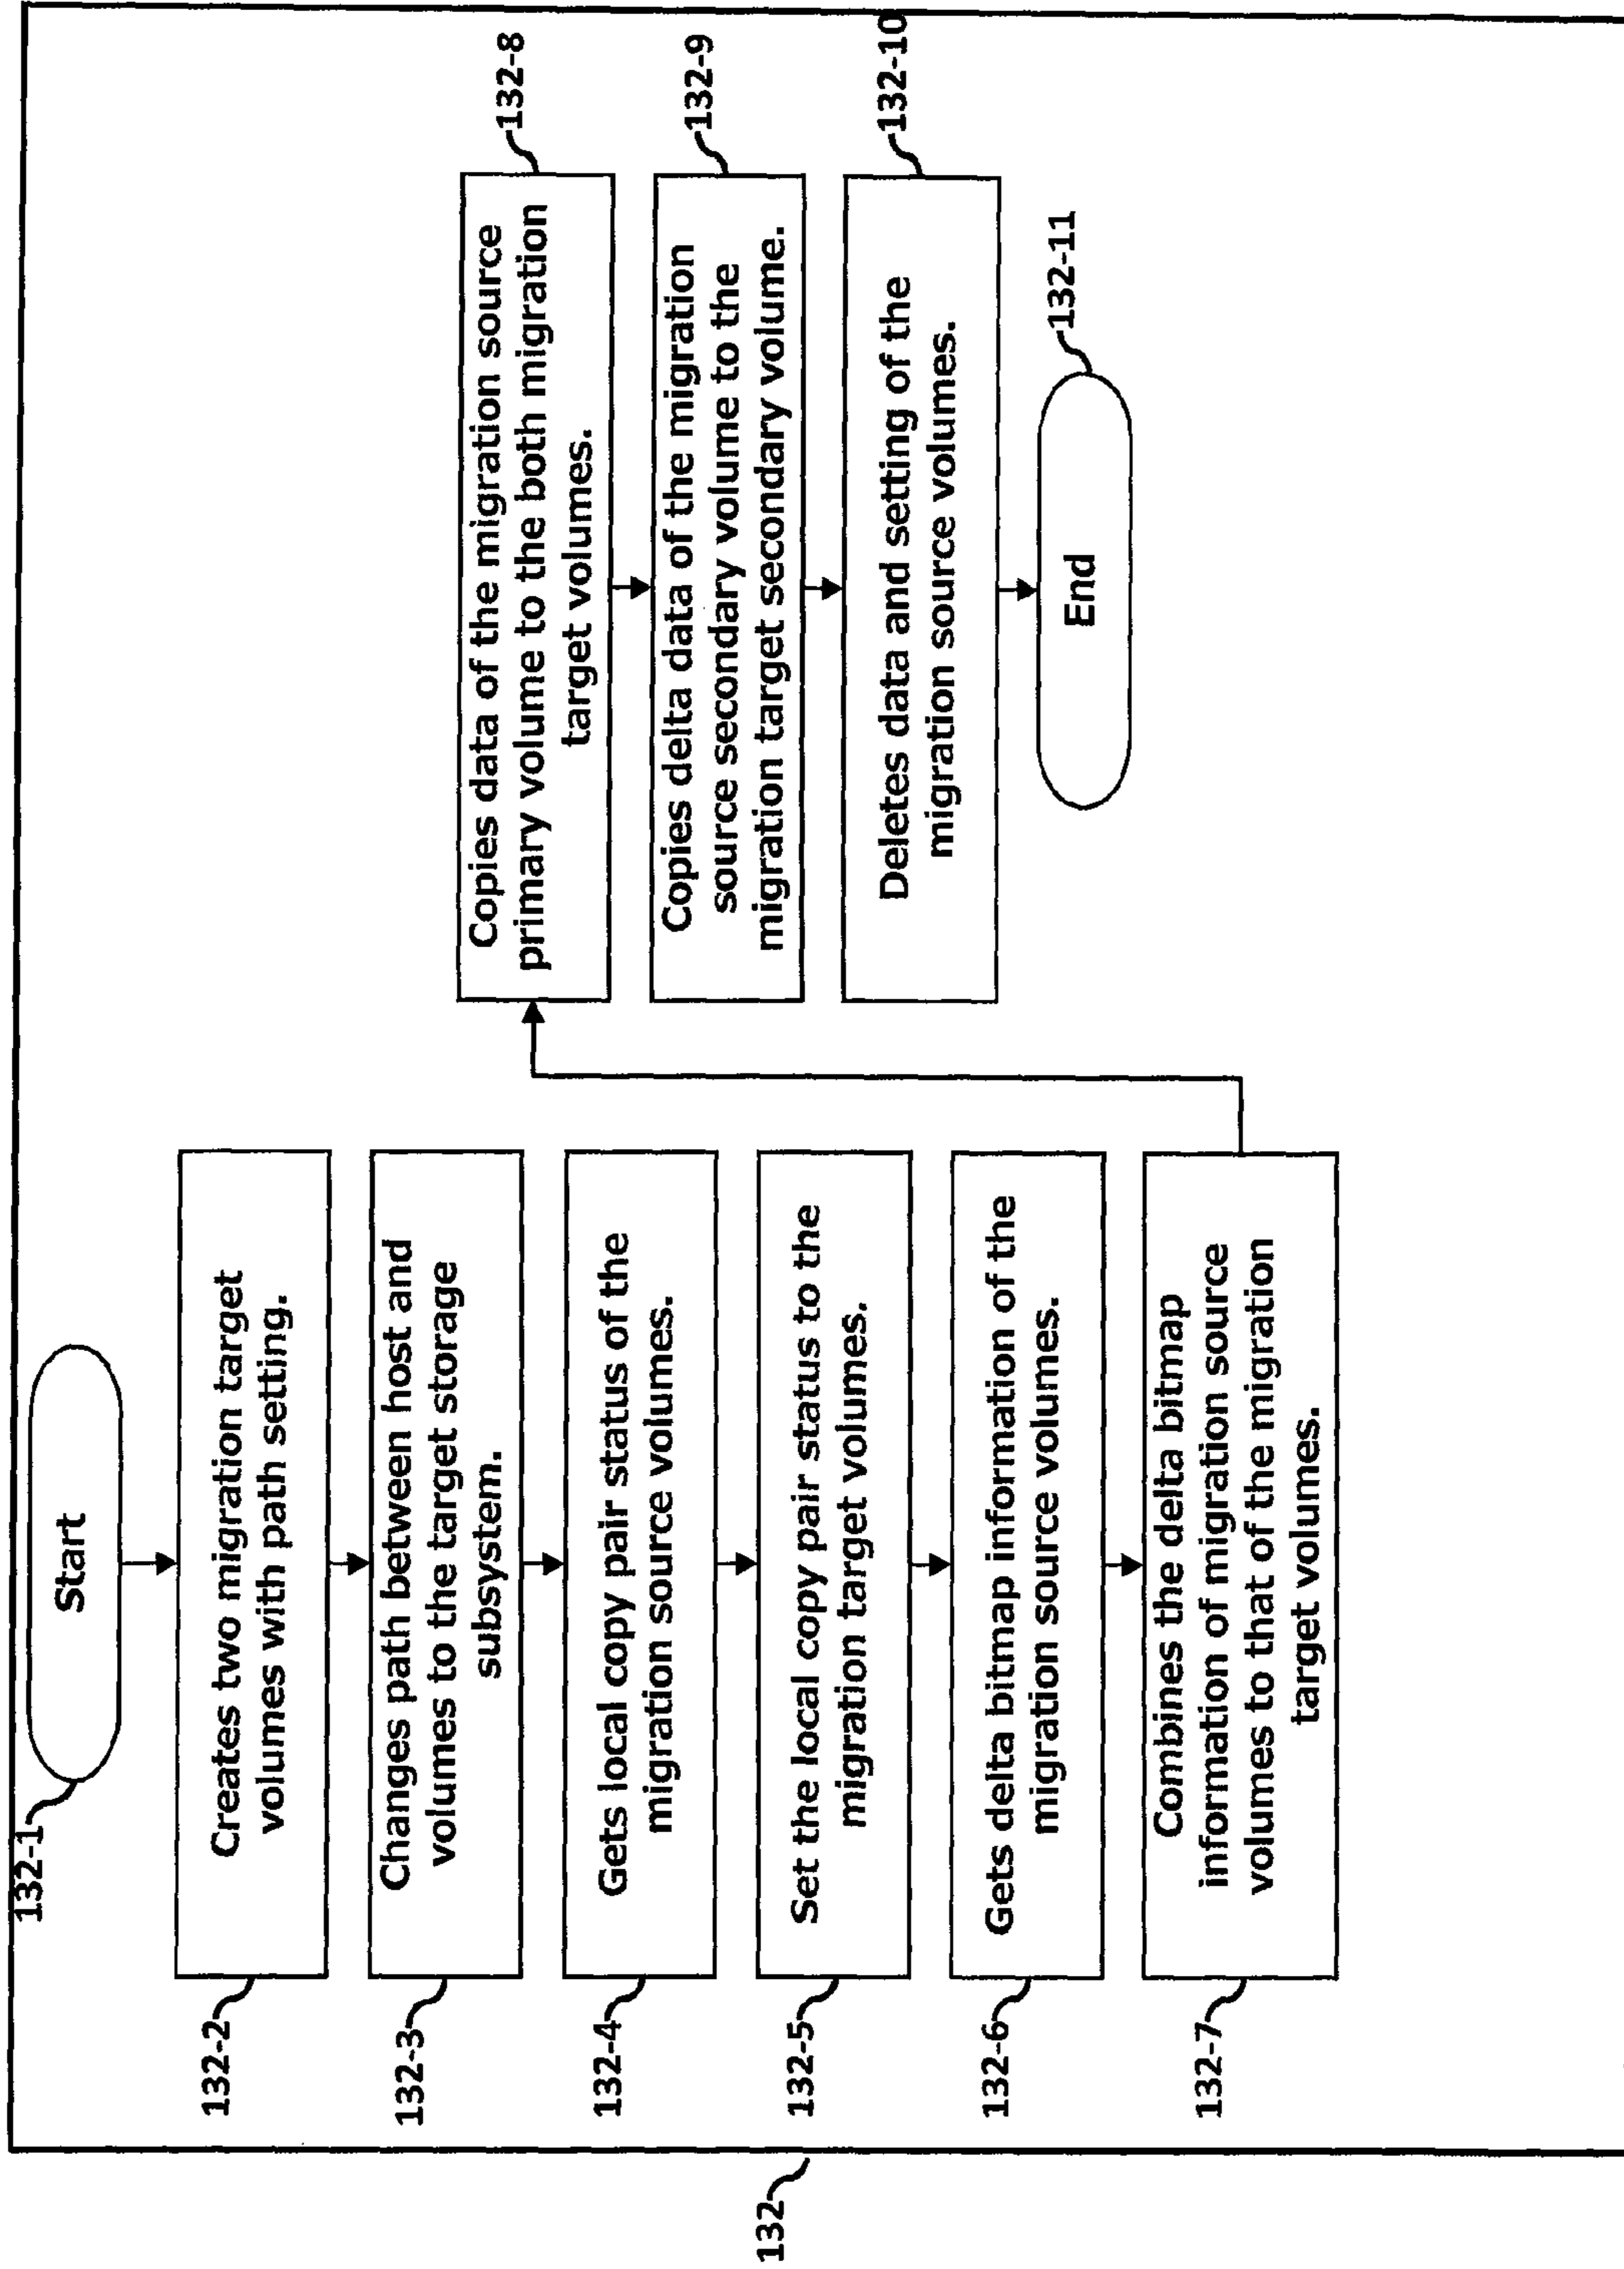 132
132-1
Start
132-2
Creates two migration target
volumes with path setting.
132-3
Changes path between host and
volumes to the target storage
subsystem.
132-4
Gets local copy pair status of the
migration source volumes.
132-5
Set the local copy pair status to the
migration target volumes.
132-6
Gets delta bitmap information of the
migration source volumes.
132-7
Combines the delta bitmap
information of migration source
volumes to that of the migration
target volumes.
132-8
Copies data of the migration source
primary volume to the both migration
target volumes.
132-9
Copies delta data of the migration
source secondary volume to the
migration target secondary volume.
132-10
Deletes data and setting of the
migration source volumes.
132-11
End